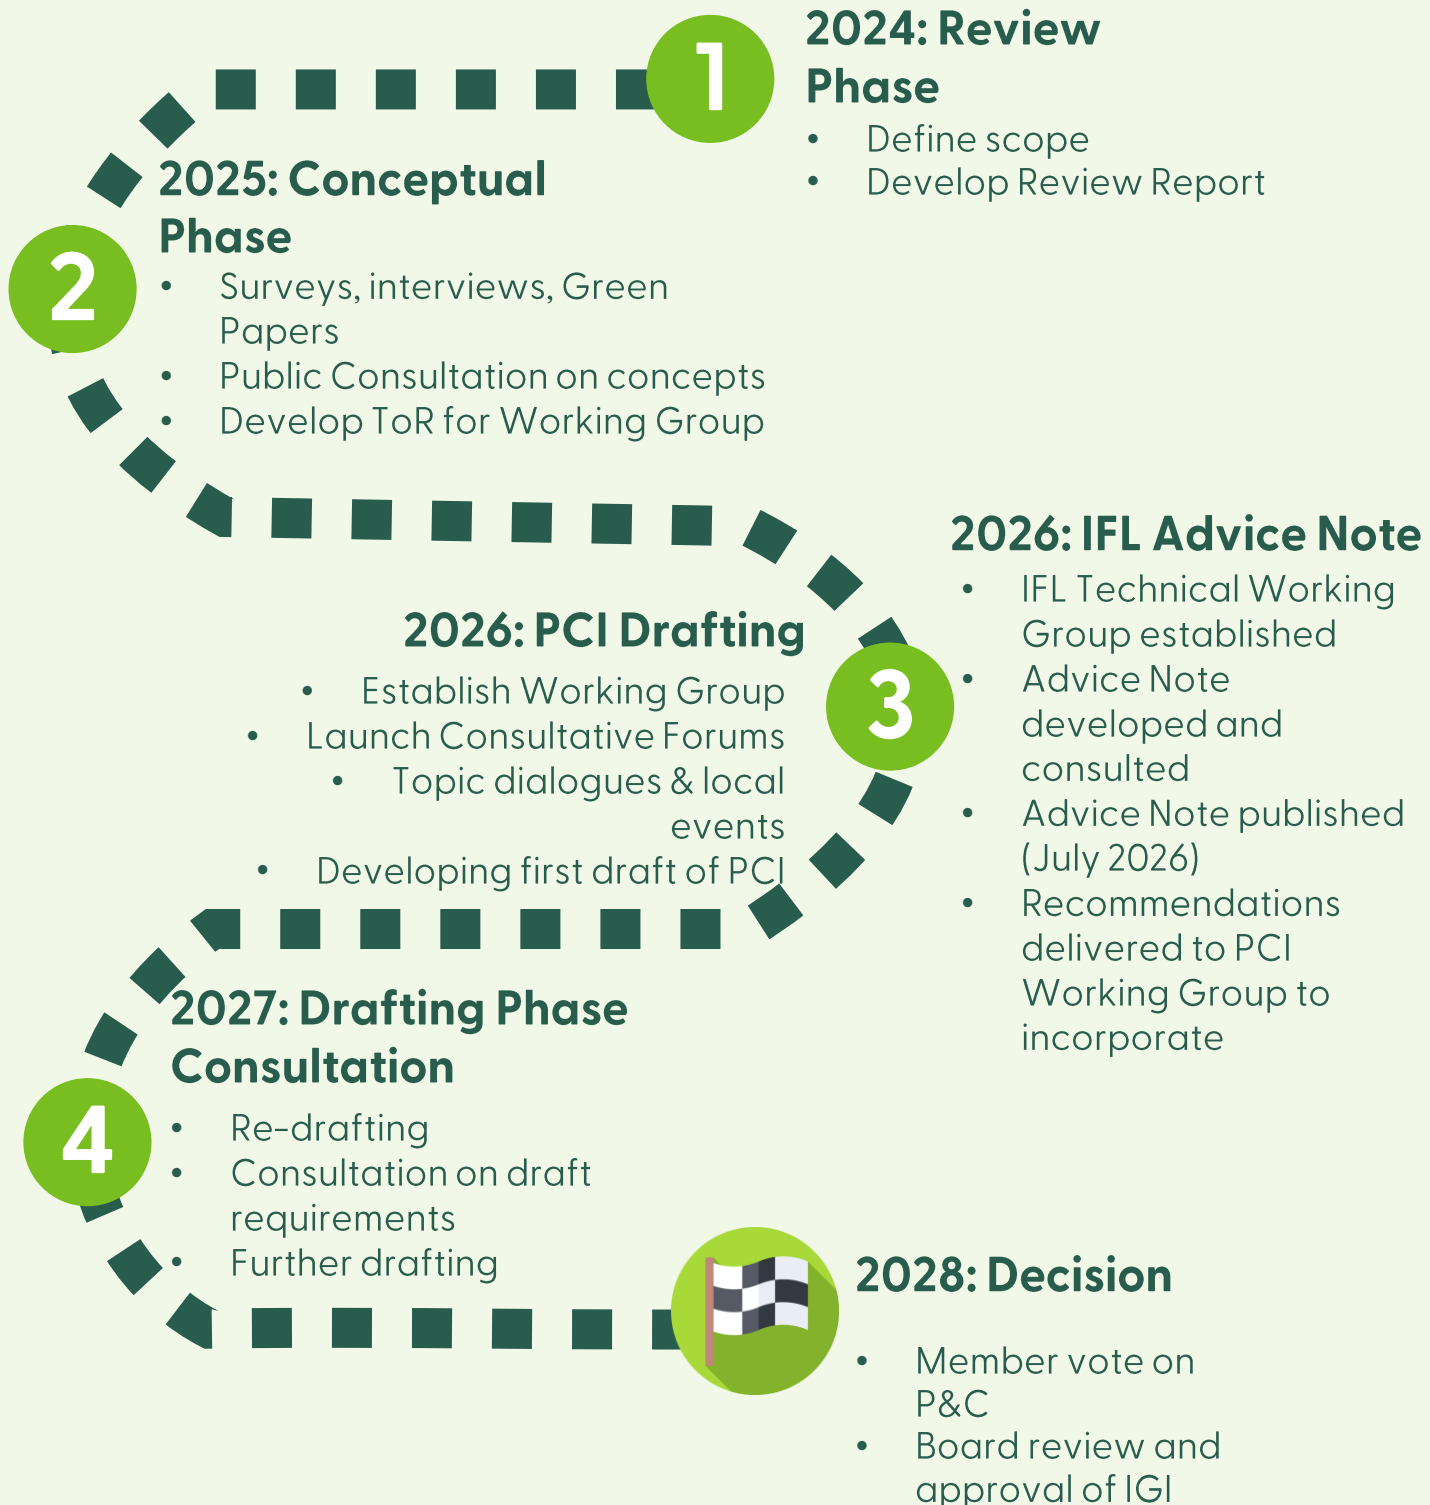 1
2024: Review
Phase
• Define scope
• Develop Review Report
2
2025: Conceptual
Phase
• Surveys, interviews, Green
Papers
• Public Consultation on concepts
• Develop ToR for Working Group
3
2026: PCI Drafting
• Establish Working Group
• Launch Consultative Forums
• Topic dialogues & local
events
• Developing first draft of PCI
2026: IFL Advice Note
• IFL Technical Working
Group established
• Advice Note
developed and
consulted
• Advice Note published
(July 2026)
• Recommendations
delivered to PCI
Working Group to
incorporate
4
2027: Drafting Phase
Consultation
• Re-drafting
• Consultation on draft
requirements
• Further drafting
2028: Decision
• Member vote on
P&C
• Board review and
approval of IGI